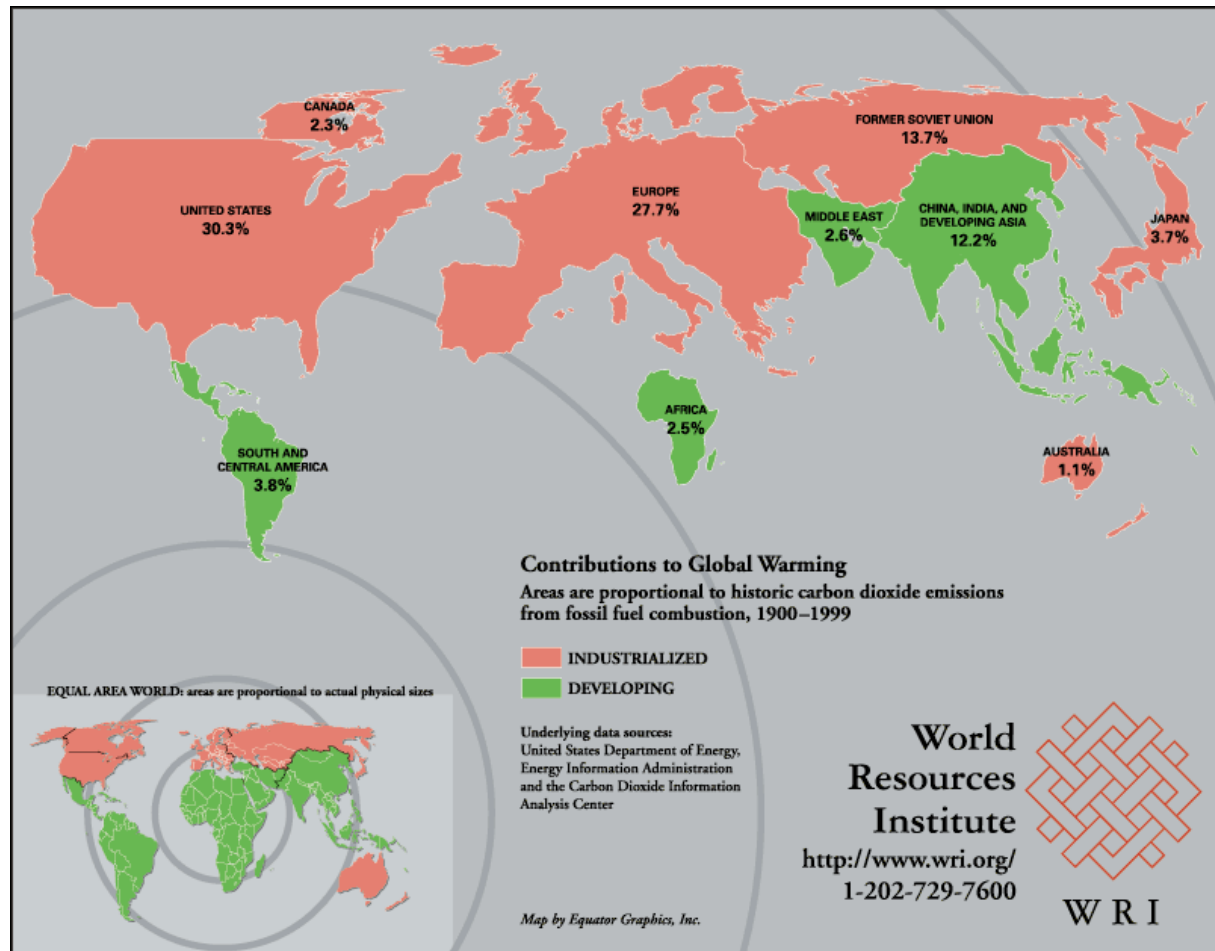 CANADA
2.3%
FORMER SOVIET UNION
13.7%
UNITED STATES
30.3%
EUROPE
27.7%
MIDDLE EAST
2.6%
CHINA, INDIA, AND
DEVELOPING ASIA
12.2%
JAPAN
3.7%
AFRICA
2.5%
SOUTH AND
CENTRAL AMERICA
3.8%
AUSTRALIA
1.1%
Contributions to Global Warming
Areas are proportional to historic carbon dioxide emissions
from fossil fuel combustion, 1900–1999
INDUSTRIALIZED
DEVELOPING
EQUAL AREA WORLD: areas are proportional to actual physical sizes
Underlying data sources:
United States Department of Energy,
Energy Information Administration
and the Carbon Dioxide Information
Analysis Center
Map by Equator Graphics, Inc.
World
Resources
Institute
http://www.wri.org/
1-202-729-7600
W R I